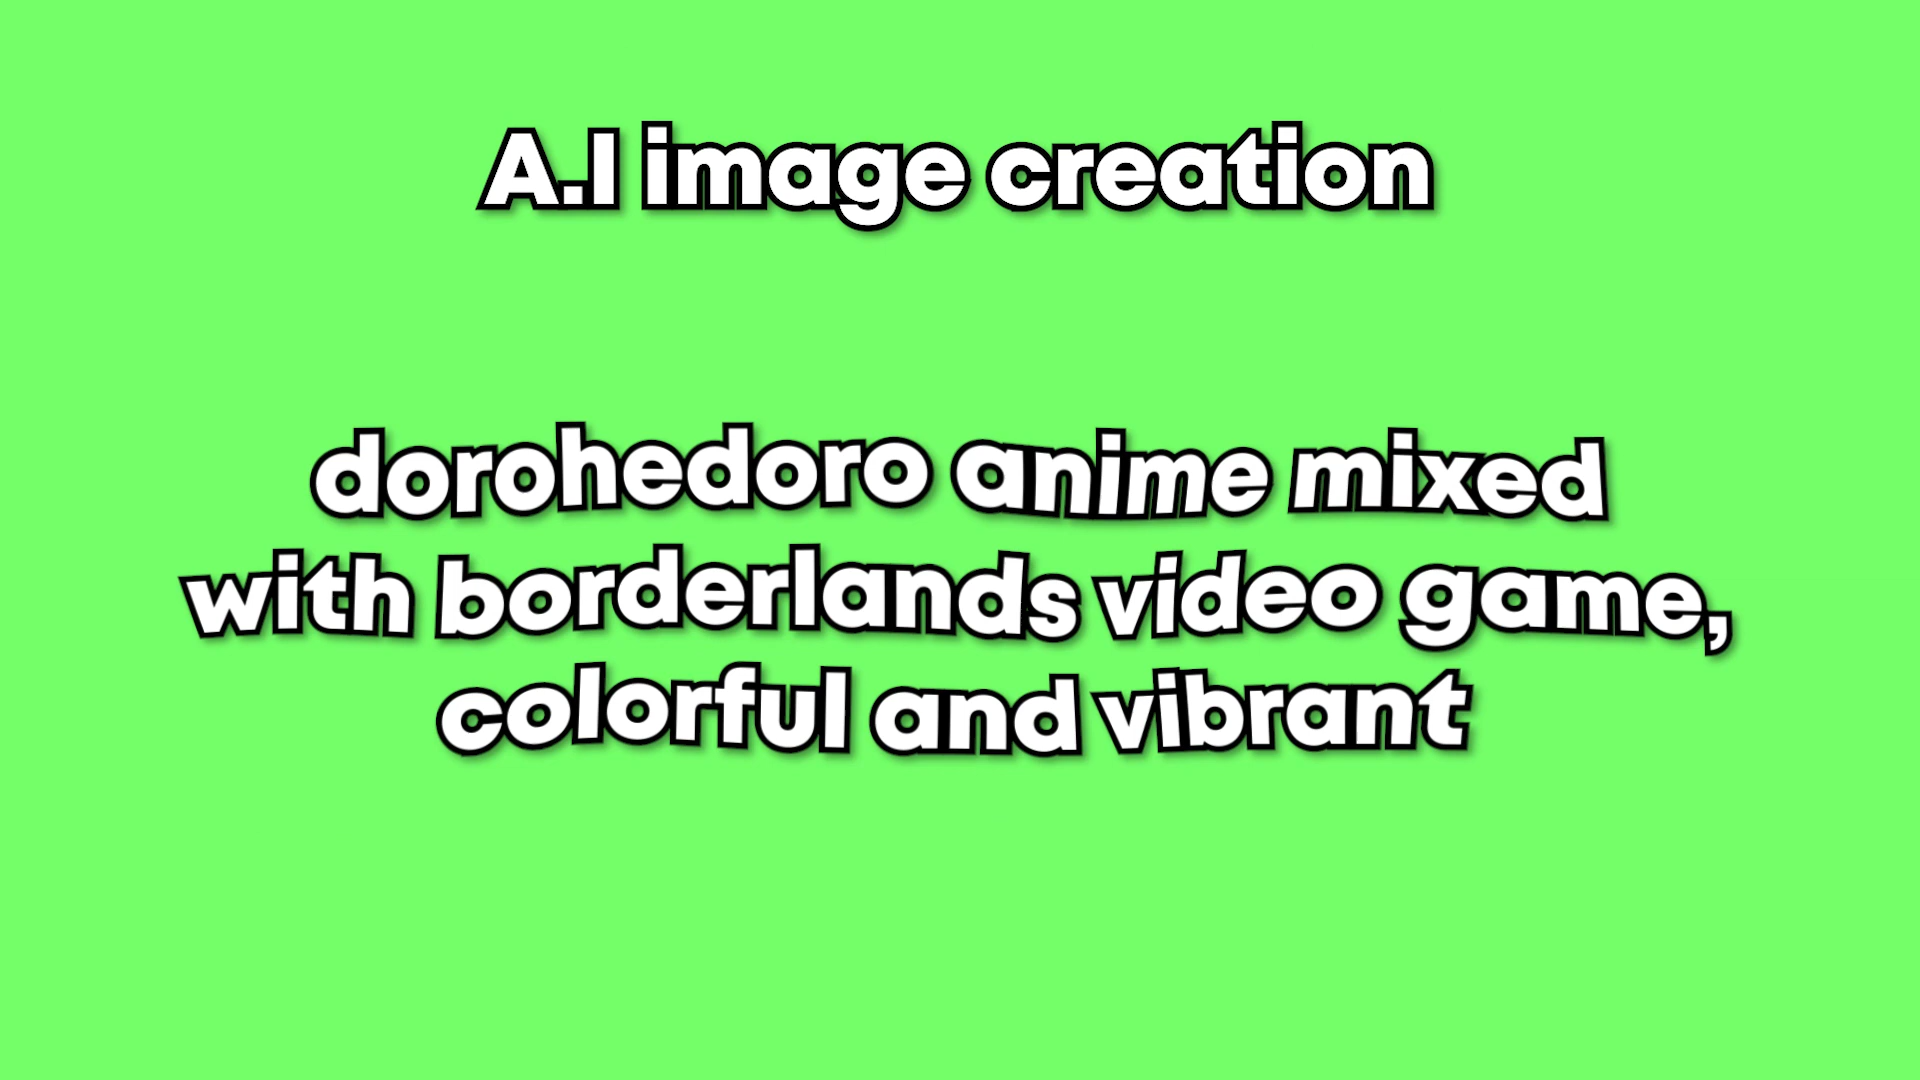 A.I image creation
dorohedoro anime mixed
with borderlands video game,
colorful and vibrant